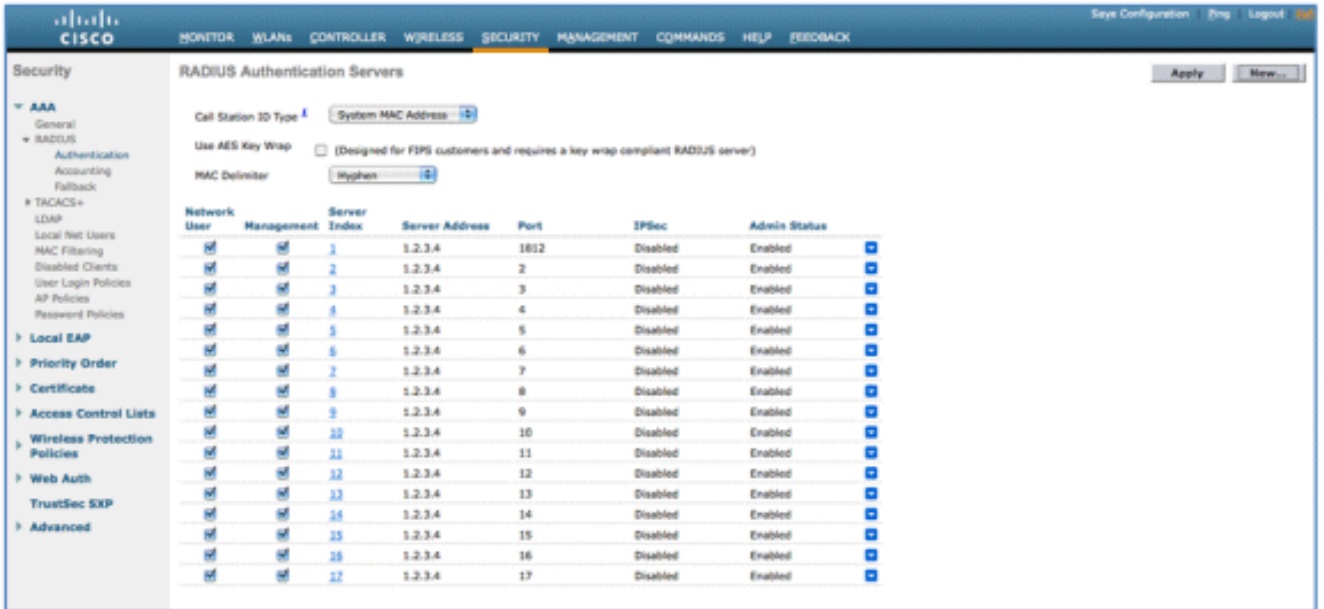 Save Configuration Ping Logout
CISCO MONITOR WLANs CONTROLLER WIRELESS SECURITY MANAGEMENT COMMANDS HELP FEEDBACK
Security
AAA
General
RADIUS
Authentication
Accounting
Fallback
TACACS+
LDAP
Local Net Users
MAC Filtering
Disabled Clients
User Login Policies
AP Policies
Password Policies
Local EAP
Priority Order
Certificate
Access Control Lists
Wireless Protection
Policies
Web Auth
TrustSec SXP
Advanced
RADIUS Authentication Servers
Apply New...
Call Station ID Type 1 System MAC Address
Use AES Key Wrap (Designed for FIPS customers and requires a key wrap compliant RADIUS server)
MAC Delimiter Hyphen
Network User Management Server Index Server Address Port IPSec Admin Status
1 1.2.3.4 1812 Disabled Enabled
2 1.2.3.4 2 Disabled Enabled
3 1.2.3.4 3 Disabled Enabled
4 1.2.3.4 4 Disabled Enabled
5 1.2.3.4 5 Disabled Enabled
6 1.2.3.4 6 Disabled Enabled
7 1.2.3.4 7 Disabled Enabled
8 1.2.3.4 8 Disabled Enabled
9 1.2.3.4 9 Disabled Enabled
10 1.2.3.4 10 Disabled Enabled
11 1.2.3.4 11 Disabled Enabled
12 1.2.3.4 12 Disabled Enabled
13 1.2.3.4 13 Disabled Enabled
14 1.2.3.4 14 Disabled Enabled
15 1.2.3.4 15 Disabled Enabled
16 1.2.3.4 16 Disabled Enabled
17 1.2.3.4 17 Disabled Enabled